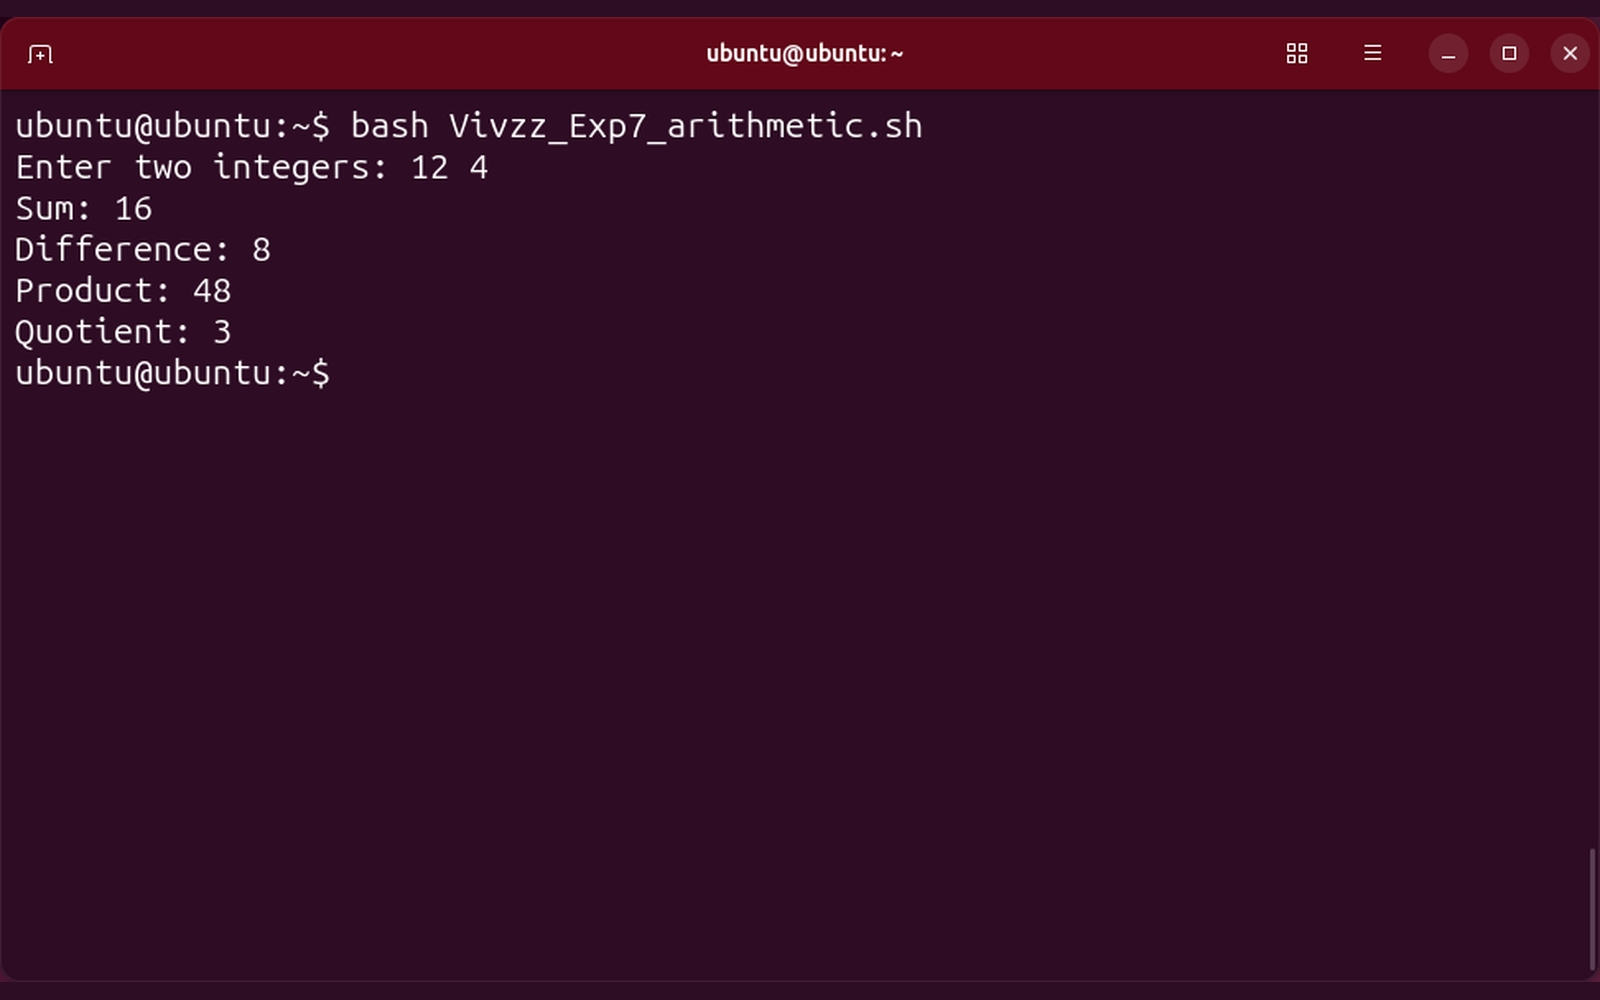 ubuntu@ubuntu: ~
ubuntu@ubuntu:~$ bash Vivzz_Exp7_arithmetic.sh
Enter two integers: 12 4
Sum: 16
Difference: 8
Product: 48
Quotient: 3
ubuntu@ubuntu:~$